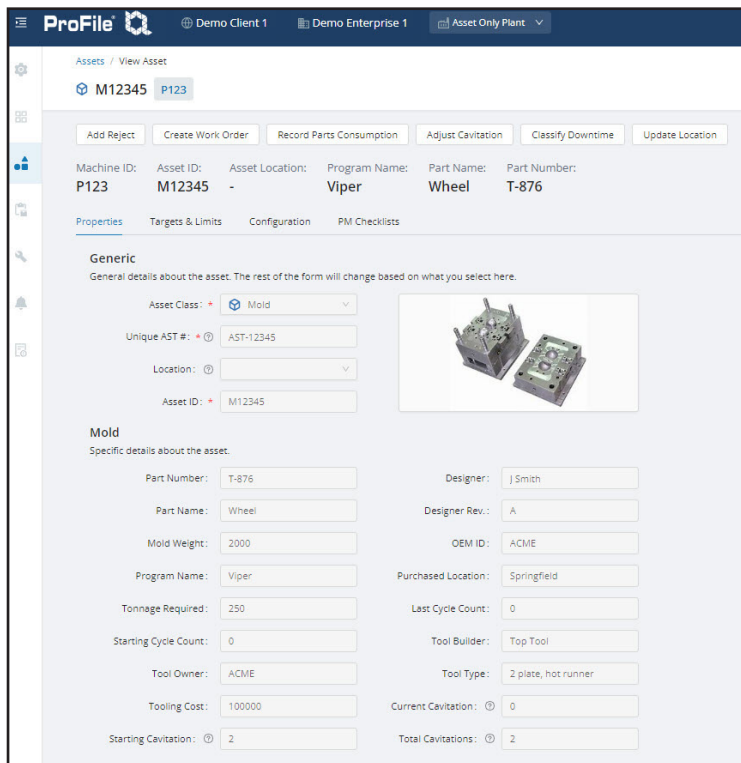 ProFile Demo Client 1 Demo Enterprise 1 Asset Only Plant
Assets / View Asset
M12345 P123
Add Reject Create Work Order Record Parts Consumption Adjust Cavitation Classify Downtime Update Location
Machine ID: Asset ID: Asset Location: Program Name: Part Name: Part Number:
P123 M12345 - Viper Wheel T-876
Properties Targets & Limits Configuration PM Checklists
Generic
General details about the asset. The rest of the form will change based on what you select here.
Asset Class: * Mold
Unique AST #: * ? AST-12345
Location: ?
Asset ID: * M12345
Mold
Specific details about the asset.
Part Number: T-876 Designer: J Smith
Part Name: Wheel Designer Rev.: A
Mold Weight: 2000 OEM ID: ACME
Program Name: Viper Purchased Location: Springfield
Tonnage Required: 250 Last Cycle Count: 0
Starting Cycle Count: 0 Tool Builder: Top Tool
Tool Owner: ACME Tool Type: 2 plate, hot runner
Tooling Cost: 100000 Current Cavitation: ? 0
Starting Cavitation: ? 2 Total Cavitations: ? 2